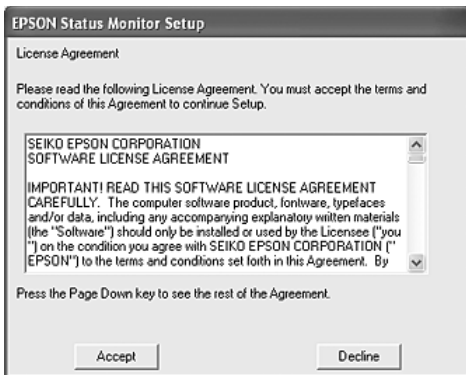 EPSON Status Monitor Setup
License Agreement
Please read the following License Agreement. You must accept the terms and
conditions of this Agreement to continue Setup.
SEIKO EPSON CORPORATION
SOFTWARE LICENSE AGREEMENT
IMPORTANT! READ THIS SOFTWARE LICENSE AGREEMENT
CAREFULLY. The computer software product, fontware, typefaces
and/or data, including any accompanying explanatory written materials
(the "Software") should only be installed or used by the Licensee ("you
") on the condition you agree with SEIKO EPSON CORPORATION ("
EPSON") to the terms and conditions set forth in this Agreement. By
Press the Page Down key to see the rest of the Agreement.
Accept
Decline